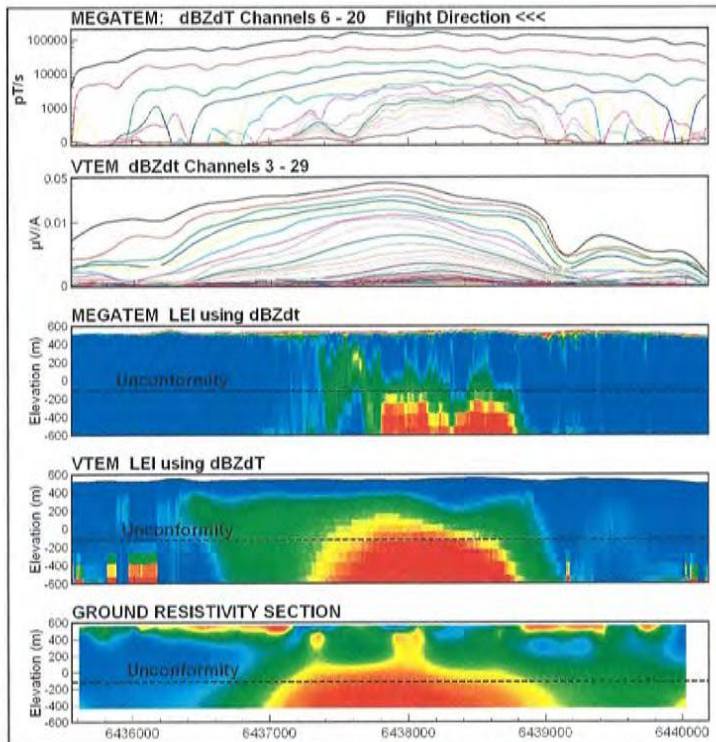 MEGATEM: dBZdT Channels 6 - 20 Flight Direction <<<
100000
10000
1000
0
pT/s
VTEM dBZdt Channels 3 - 29
0.05
0.01
0
µV/A
MEGATEM LEI using dBZdt
600
400
200
0
-200
-400
-600
Elevation (m)
Unconformity
VTEM LEI using dBZdT
600
400
200
0
-200
-400
-600
Elevation (m)
Unconformity
GROUND RESISTIVITY SECTION
600
400
200
0
-200
-400
-600
Elevation (m)
Unconformity
6436000 6437000 6438000 6439000 6440000